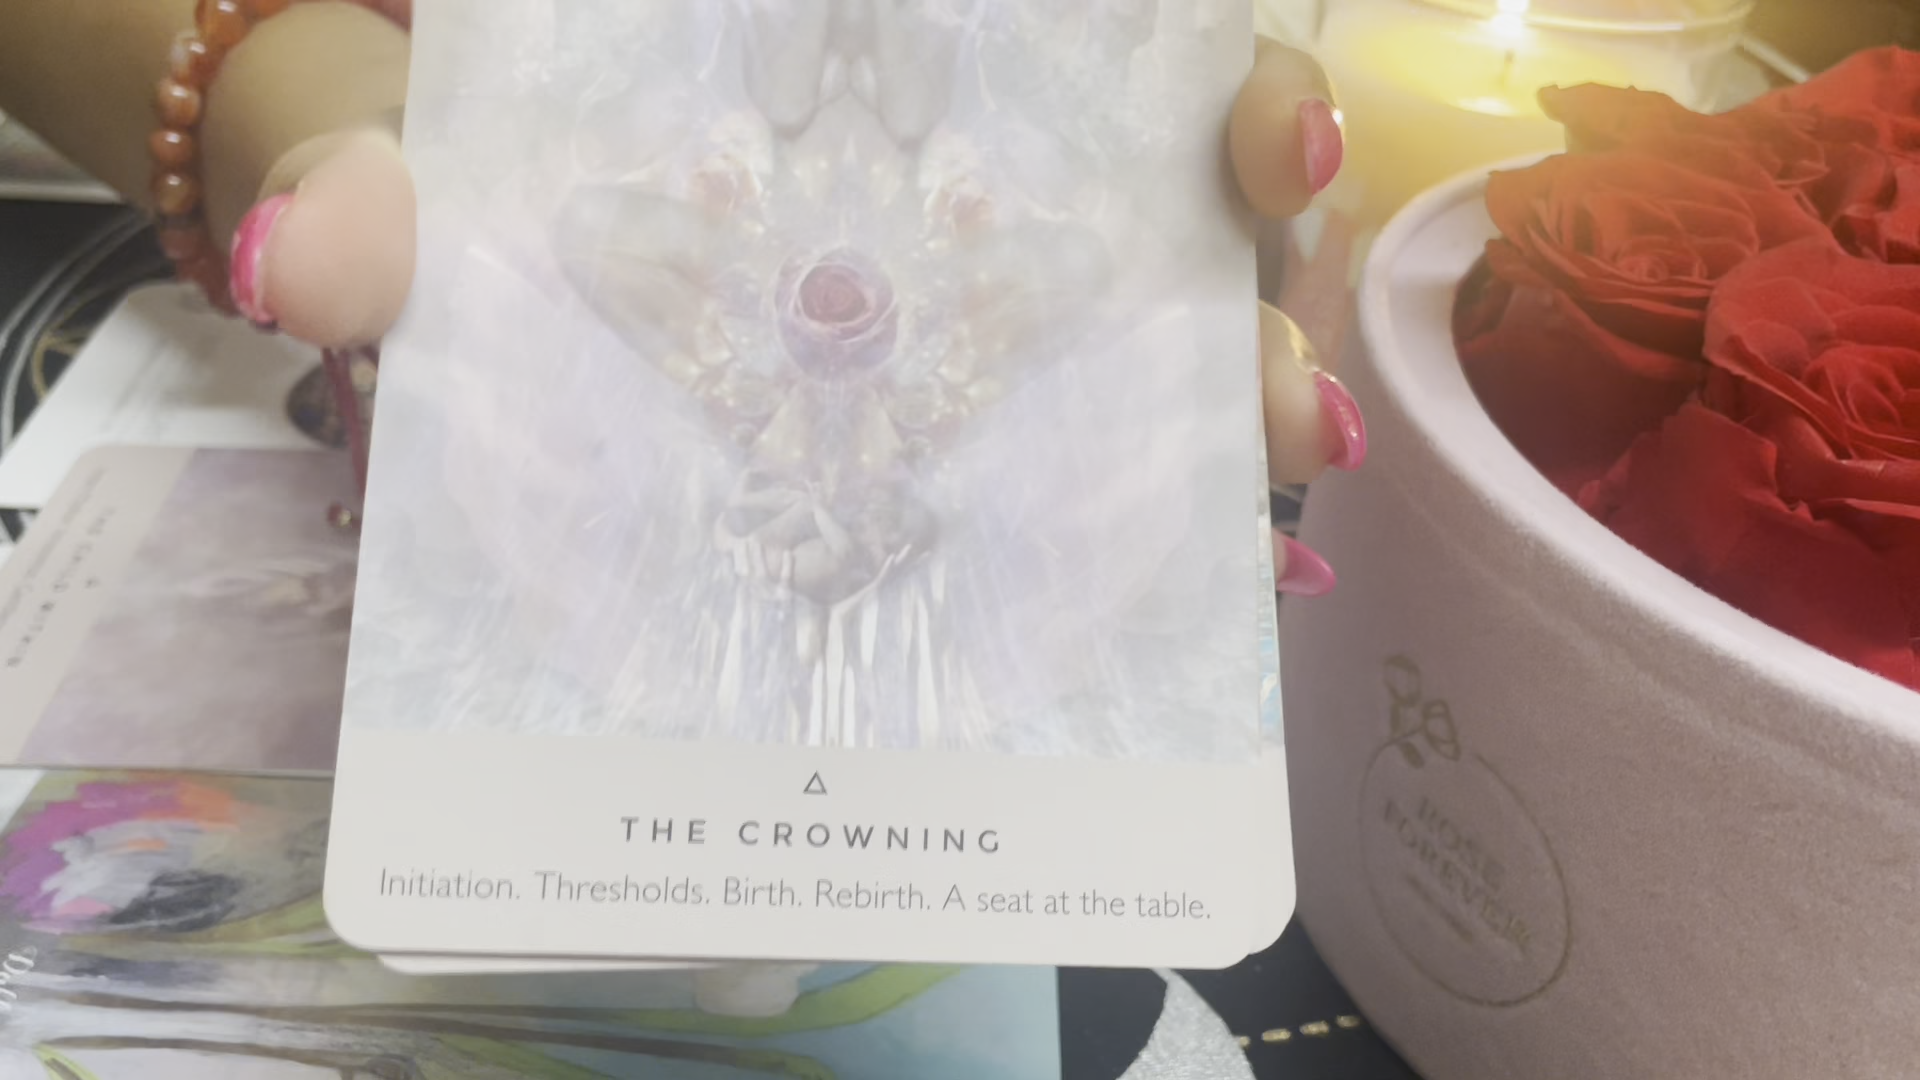 THE CROWNING
Initiation. Thresholds. Birth. Rebirth. A seat at the table.
ROSE
FOREVER